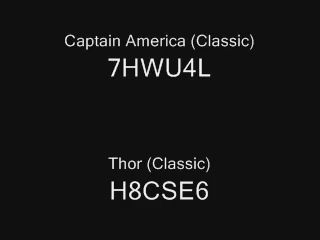 Captain America (Classic)
7HWU4L
Thor (Classic)
H8CSE6